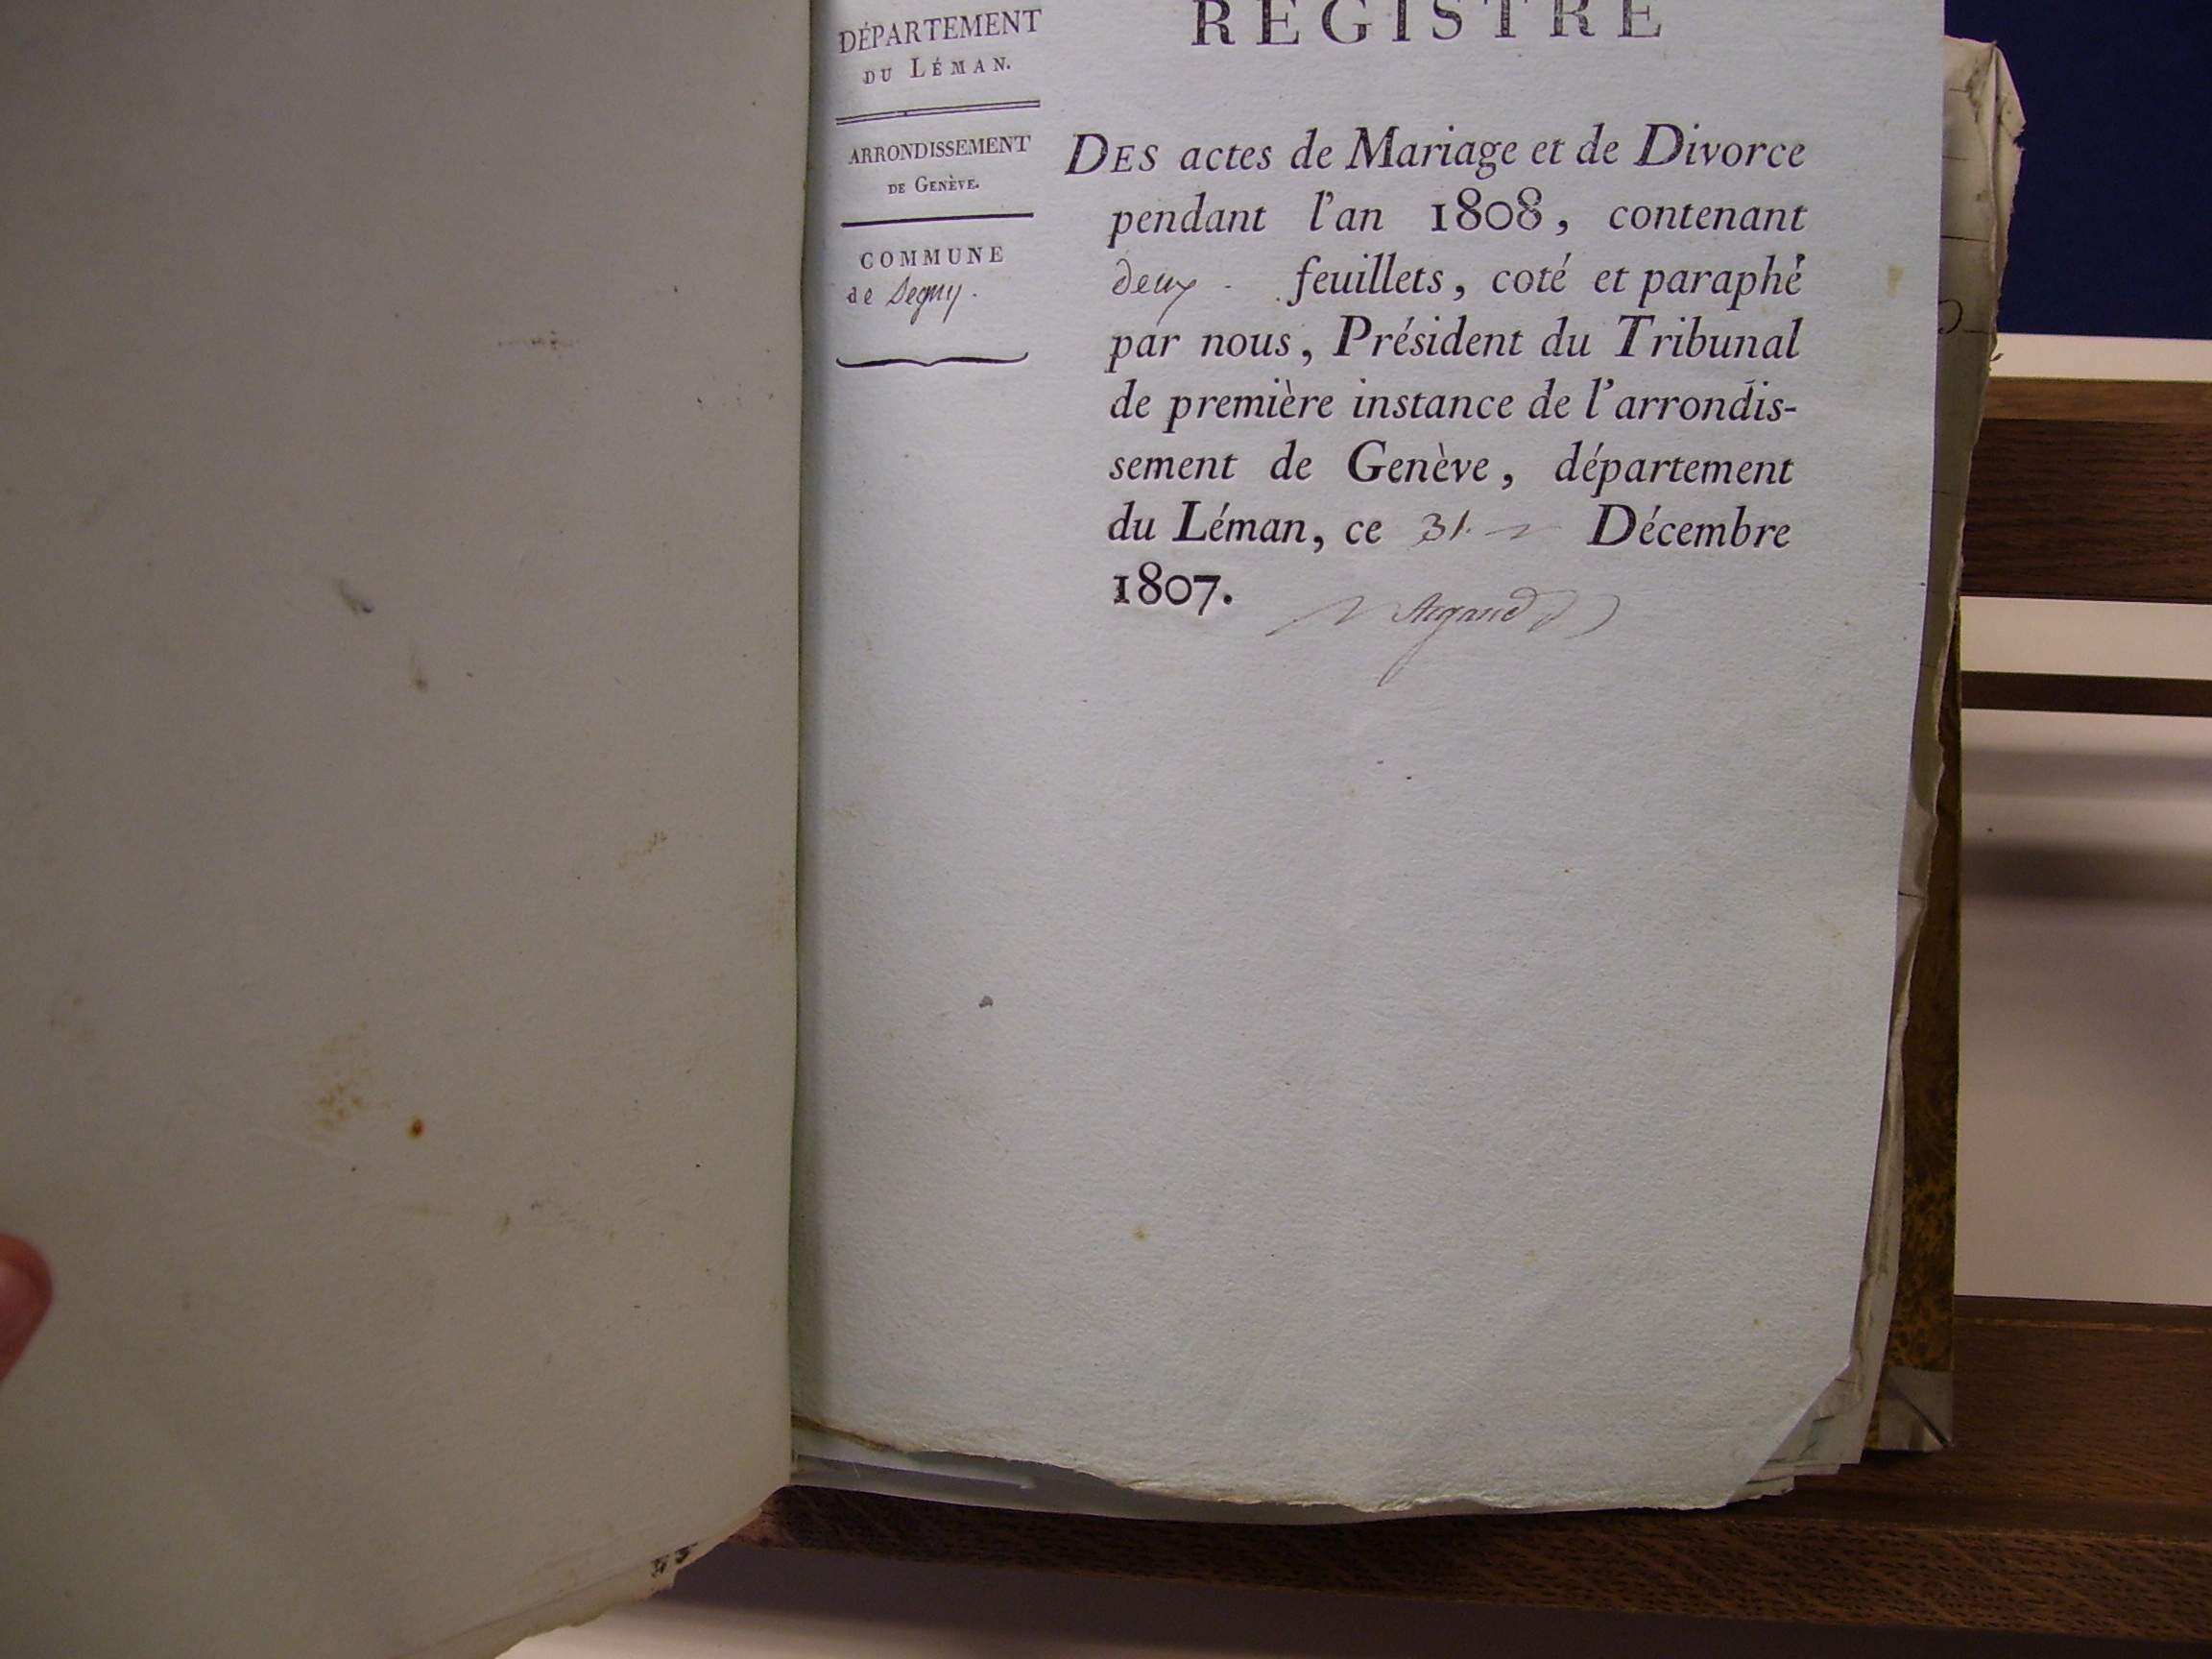 DÉPARTEMENT
DU LÉMAN.
ARRONDISSEMENT
DE GENÈVE.
COMMUNE
de Segny.
REGISTRE
DES actes de Mariage et de Divorce
pendant l'an 1808, contenant
deux feuillets, coté et paraphé
par nous, Président du Tribunal
de première instance de l'arrondis-
sement de Genève, département
du Léman, ce 31. Décembre
1807.